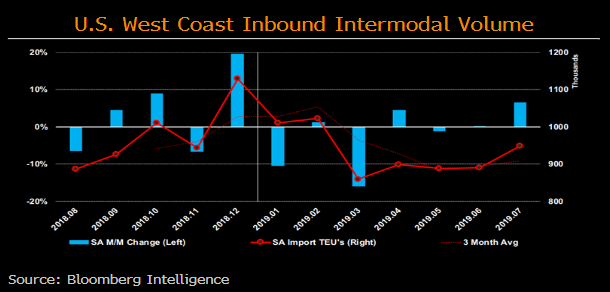 U.S. West Coast Inbound Intermodal Volume
20% 1200
10% 1100
0% 1000
-10% 900
-20% 800
Thousands
2018.08 2018.09 2018.10 2018.11 2018.12 2019.01 2019.02 2019.03 2019.04 2019.05 2019.06 2019.07
SA M/M Change (Left) SA Import TEU's (Right) 3 Month Avg
Source: Bloomberg Intelligence